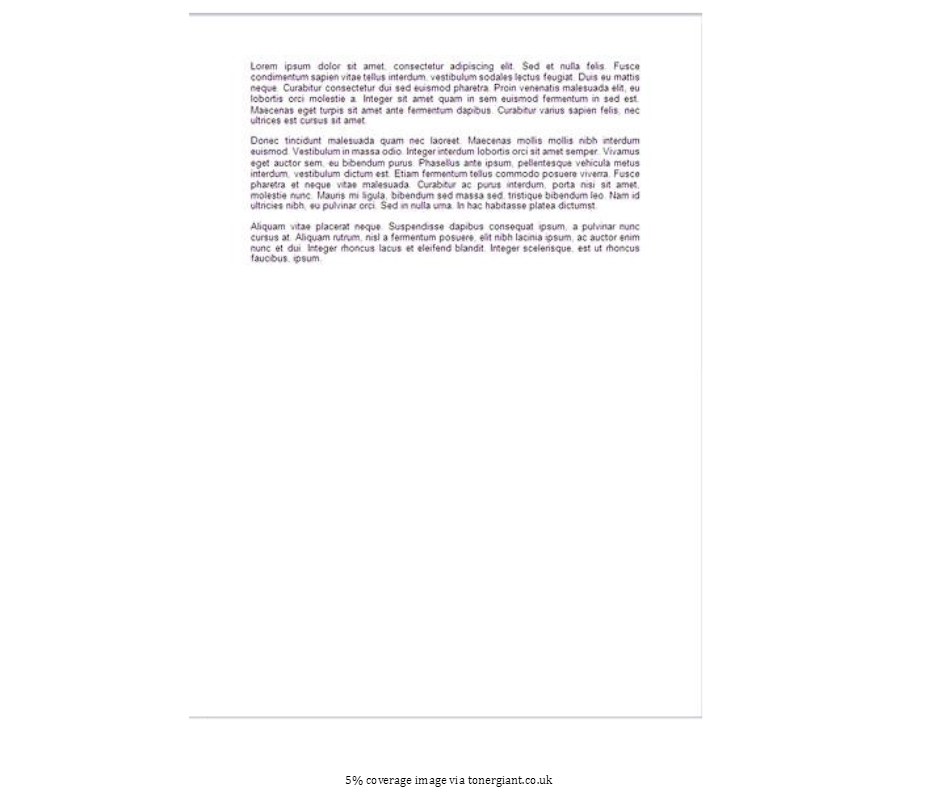 Lorem ipsum dolor sit amet, consectetur adipiscing elit. Sed et nulla felis. Fusce
condimentum sapien vitae tellus interdum, vestibulum sodales lectus feugiat. Duis eu mattis
neque. Curabitur consectetur dui sed euismod pharetra. Proin venenatis malesuada elit, eu
lobortis orci molestie a. Integer sit amet quam in sem euismod fermentum in sed est.
Maecenas eget turpis sit amet ante fermentum dapibus. Curabitur varius sapien felis, nec
ultrices est cursus sit amet.
Donec tincidunt malesuada quam nec laoreet. Maecenas mollis mollis nibh interdum
euismod. Vestibulum in massa odio. Integer interdum lobortis orci sit amet semper. Vivamus
eget auctor sem, eu bibendum purus. Phasellus ante ipsum, pellentesque vehicula metus
interdum, vestibulum dictum est. Etiam fermentum tellus commodo posuere viverra. Fusce
pharetra et neque vitae malesuada. Curabitur ac purus interdum, porta nisi sit amet,
molestie nunc. Mauris mi ligula, bibendum sed massa sed, tristique bibendum leo. Nam id
ultricies nibh, eu pulvinar orci. Sed in nulla urna. In hac habitasse platea dictumst.
Aliquam vitae placerat neque. Suspendisse dapibus consequat ipsum, a pulvinar nunc
cursus at. Aliquam rutrum, nisl a fermentum posuere, elit nibh lacinia ipsum, ac auctor enim
nunc et dui. Integer rhoncus lacus et eleifend blandit. Integer scelerisque, est ut rhoncus
faucibus, ipsum.
5% coverage image via tonergiant.co.uk